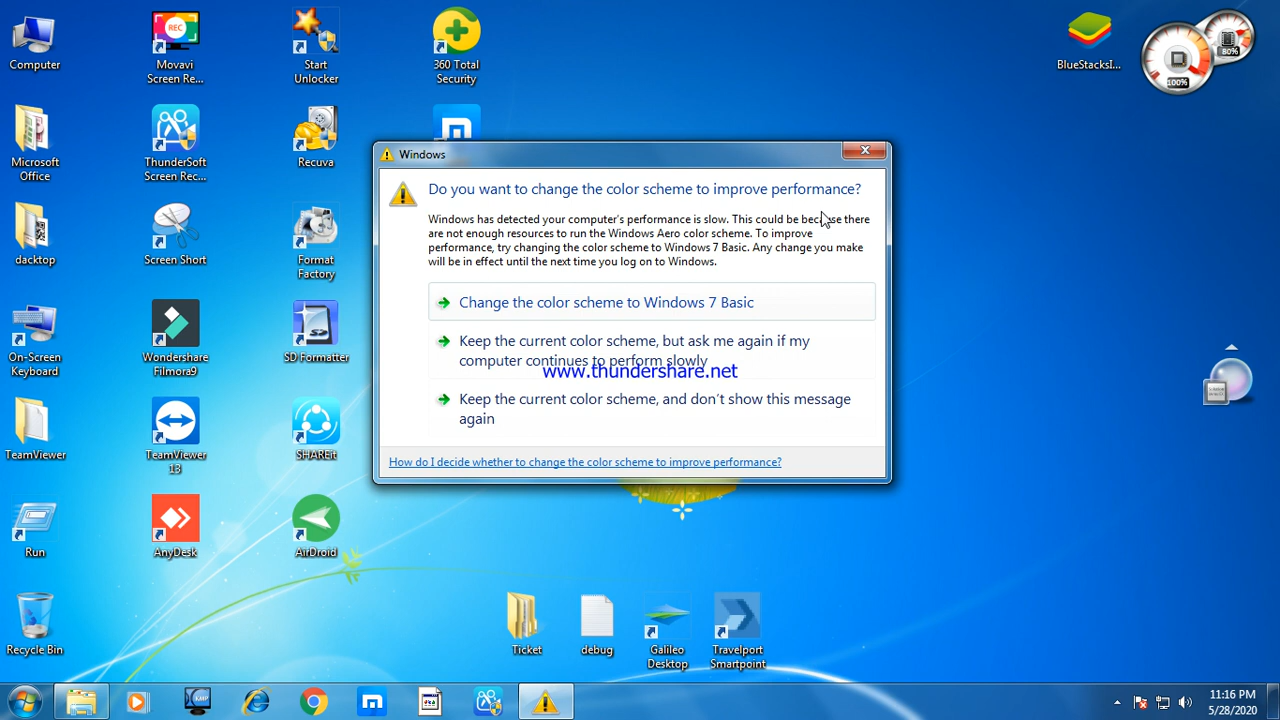 Computer
Movavi
Screen Re...
REC
Start
Unlocker
360 Total
Security
BlueStacksI...
80%
100%
Microsoft
Office
ThunderSoft
Screen Rec...
Recuva
dacktop
Screen Short
Format
Factory
On-Screen
Keyboard
Wondershare
Filmora9
SD
SD Formatter
TeamViewer
TeamViewer
13
SHAREit
Run
AnyDesk
AirDroid
Recycle Bin
Windows
Do you want to change the color scheme to improve performance?
Windows has detected your computer's performance is slow. This could be because there
are not enough resources to run the Windows Aero color scheme. To improve
performance, try changing the color scheme to Windows 7 Basic. Any change you make
will be in effect until the next time you log on to Windows.
Change the color scheme to Windows 7 Basic
Keep the current color scheme, but ask me again if my
computer continues to perform slowly
www.thundershare.net
Keep the current color scheme, and don't show this message
again
How do I decide whether to change the color scheme to improve performance?
Ticket
debug
Galileo
Desktop
Travelport
Smartpoint
KMP
11:16 PM
5/28/2020